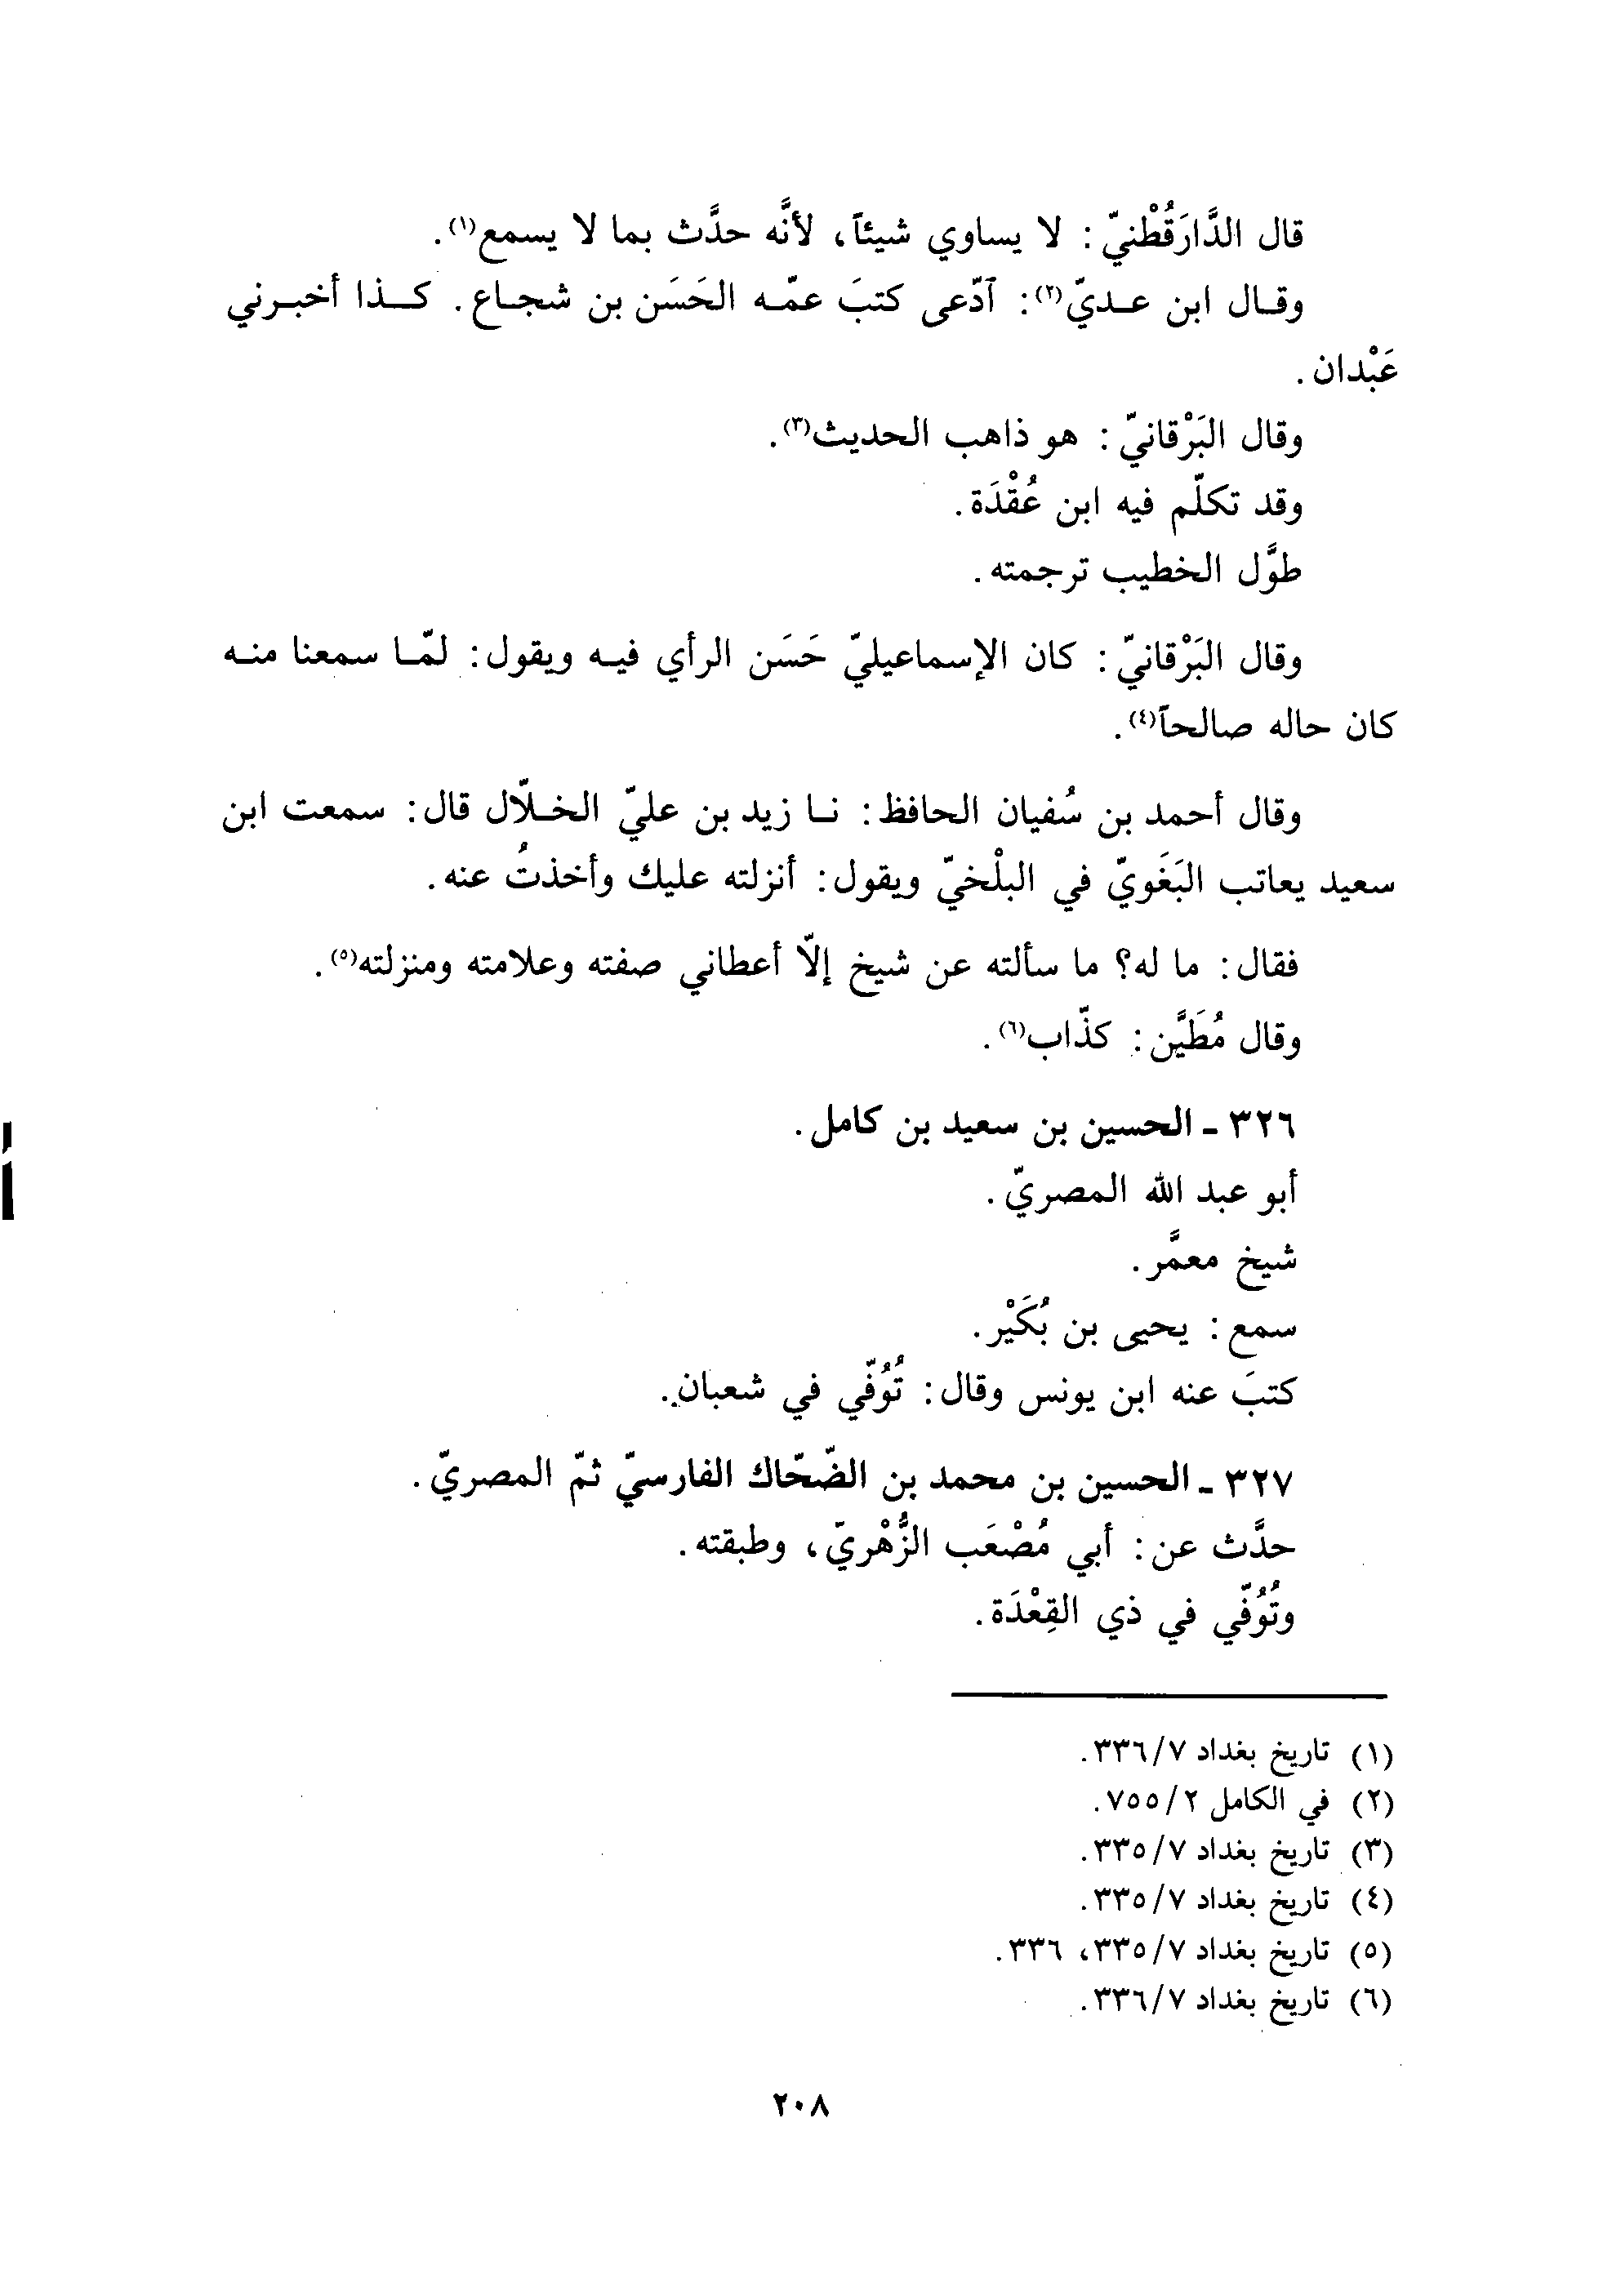 قال الدَّارَقُطْنيّ: لا يساوي شيئاً، لأنَّه حدَّث بما لا يسمع(١).
وقال ابن عديّ(٢): ٱدّعى كتبَ عمّه الحَسَن بن شجاع. كذا أخبرني
عَبْدان.
وقال البَرْقانيّ: هو ذاهب الحديث(٣).
وقد تكلّم فيه ابن عُقْدَة.
طوَّل الخطيب ترجمته.
وقال البَرْقانيّ: كان الإسماعيليّ حَسَن الرأي فيه ويقول: لمّا سمعنا منه
كان حاله صالحاً(٤).
وقال أحمد بن سُفيان الحافظ: نا زيد بن عليّ الخلّال قال: سمعت ابن
سعيد يعاتب البَغَويّ في البلْخيّ ويقول: أنزلته عليك وأخذتُ عنه.
فقال: ما له؟ ما سألته عن شيخ إلّا أعطاني صفته وعلامته ومنزلته(٥).
وقال مُطَيَّن: كذّاب(٦).
٣٢٦ - الحسين بن سعيد بن كامل.
أبو عبد الله المصريّ.
شيخ معمَّر.
سمع: يحيى بن بُكَيْر.
كتبَ عنه ابن يونس وقال: تُوُفّي في شعبان.
٣٢٧ - الحسين بن محمد بن الضّحّاك الفارسيّ ثمّ المصريّ.
حدَّث عن: أبي مُصْعَب الزُّهْريّ، وطبقته.
وتُوُفّي في ذي القِعْدَة.
(١) تاريخ بغداد ٣٣٦/٧.
(٢) في الكامل ٧٥٥/٢.
(٣) تاريخ بغداد ٣٣٥/٧.
(٤) تاريخ بغداد ٣٣٥/٧.
(٥) تاريخ بغداد ٣٣٥/٧، ٣٣٦.
(٦) تاريخ بغداد ٣٣٦/٧.
٢٠٨